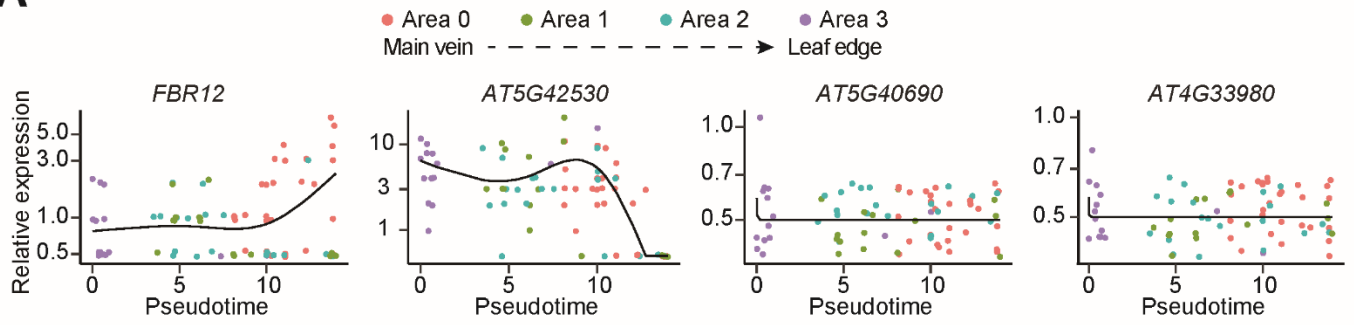 Area 0 Area 1 Area 2 Area 3
Main vein Leaf edge
FBR12 AT5G42530 AT5G40690 AT4G33980
Relative expression
5.0 10 1.0 1.0
3.0 3 0.7 0.7
1.0 1 0.5 0.5
0.5
0 5 10 0 5 10 0 5 10 0 5 10
Pseudotime Pseudotime Pseudotime Pseudotime